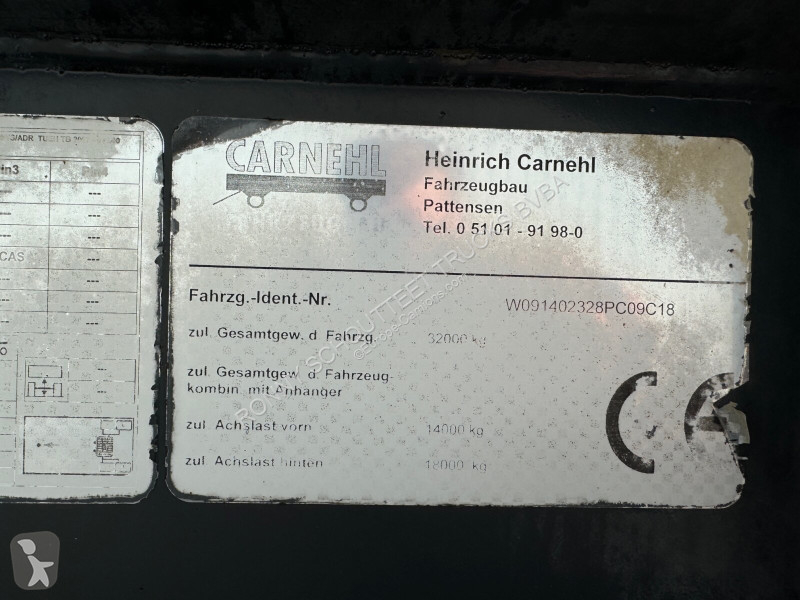 CARNEHL
Heinrich Carnehl
Fahrzeugbau
Pattensen
Tel. 0 51 01 - 91 98-0
Fahrzg.-Ident.-Nr. W091402328PC09C18
zul. Gesamtgew. d. Fahrzg. 32000 kg
zul. Gesamtgew. d. Fahrzeug-
kombin. mit Anhänger
zul. Achslast vorn 14000 kg
zul. Achslast hinten 18000 kg
CE
CAS